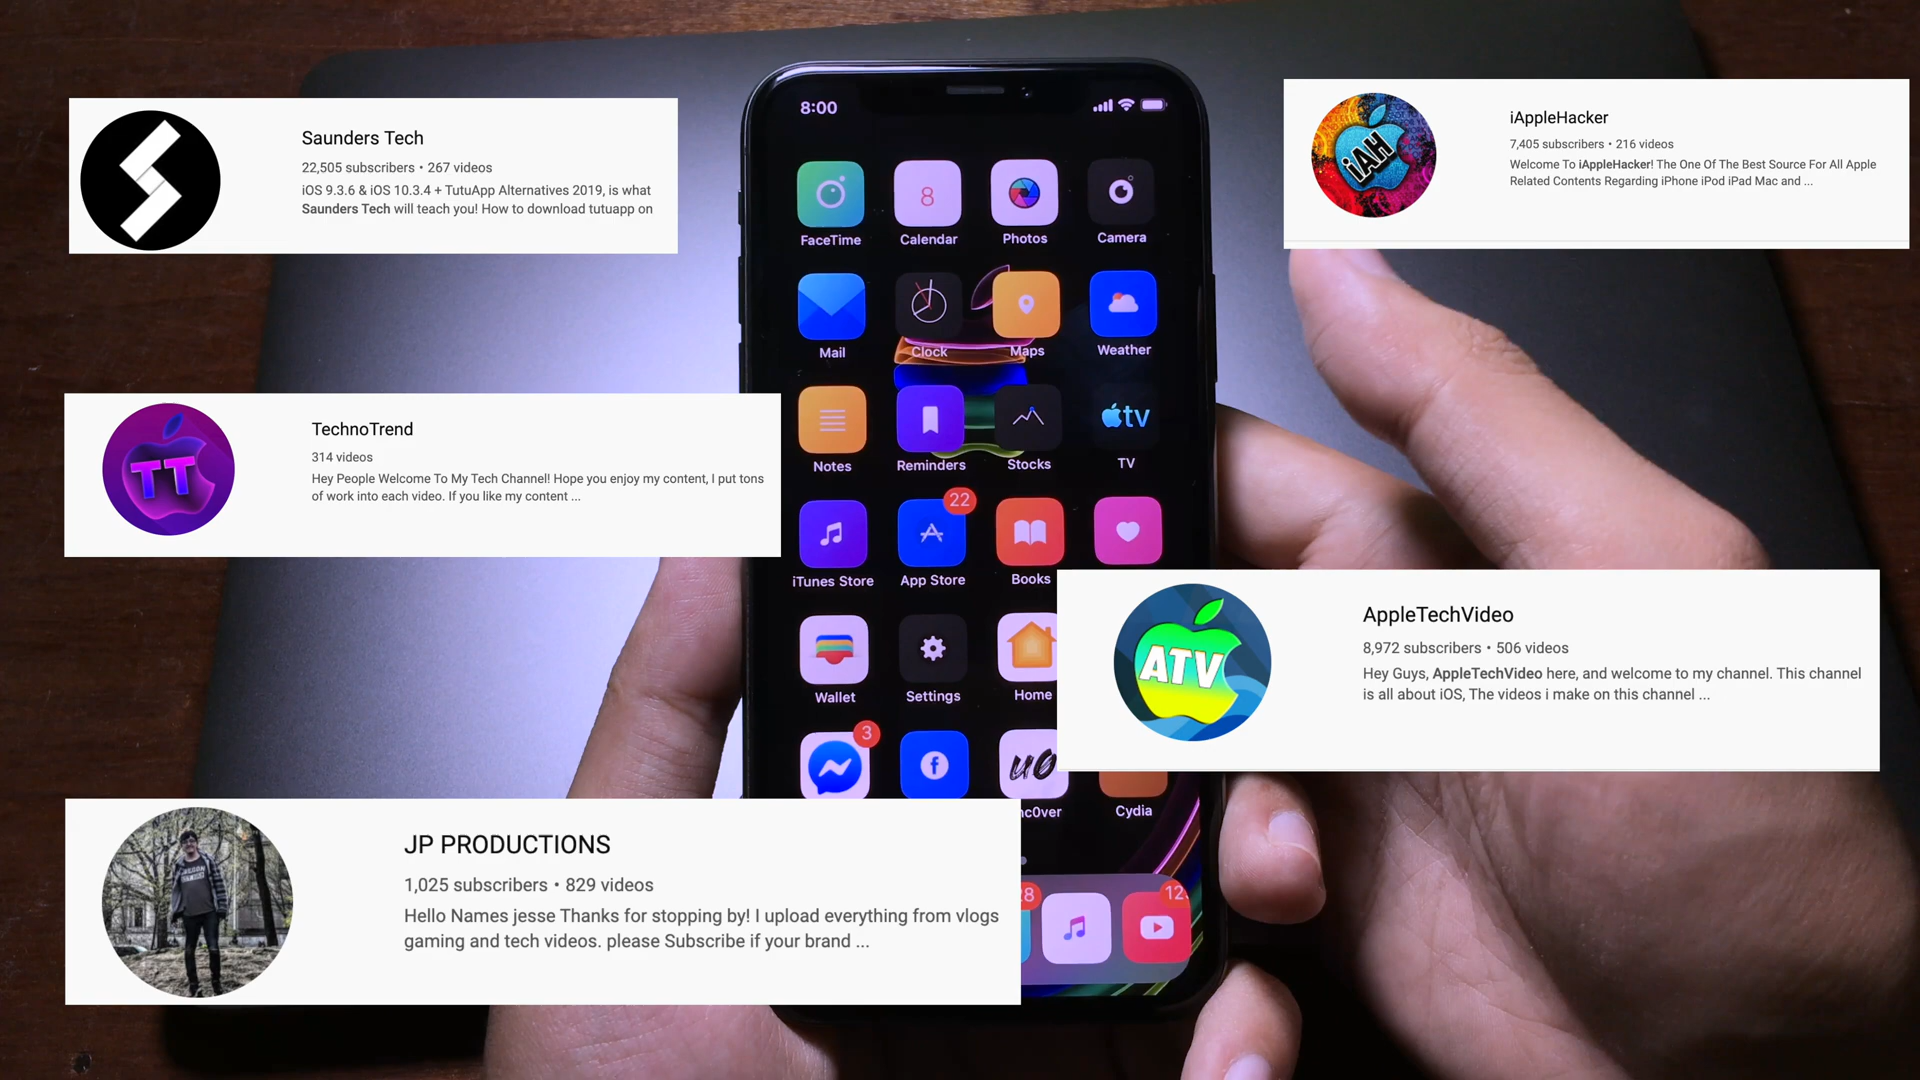 Saunders Tech
22,505 subscribers • 267 videos
iOS 9.3.6 & iOS 10.3.4 + TutuApp Alternatives 2019, is what
Saunders Tech will teach you! How to download tutuapp on
iAH
iAppleHacker
7,405 subscribers • 216 videos
Welcome To iAppleHacker! The One Of The Best Source For All Apple
Related Contents Regarding iPhone iPod iPad Mac and ...
TT
TechnoTrend
314 videos
Hey People Welcome To My Tech Channel! Hope you enjoy my content, I put tons
of work into each video. If you like my content ...
ATV
AppleTechVideo
8,972 subscribers • 506 videos
Hey Guys, AppleTechVideo here, and welcome to my channel. This channel
is all about iOS, The videos i make on this channel ...
JP PRODUCTIONS
1,025 subscribers • 829 videos
Hello Names jesse Thanks for stopping by! I upload everything from vlogs
gaming and tech videos. please Subscribe if your brand ...
8:00
8
FaceTime Calendar Photos Camera
Mail Clock Maps Weather
tv
Notes Reminders Stocks TV
22
iTunes Store App Store Books
Wallet Settings Home
3
u0
nc0ver Cydia
8 12